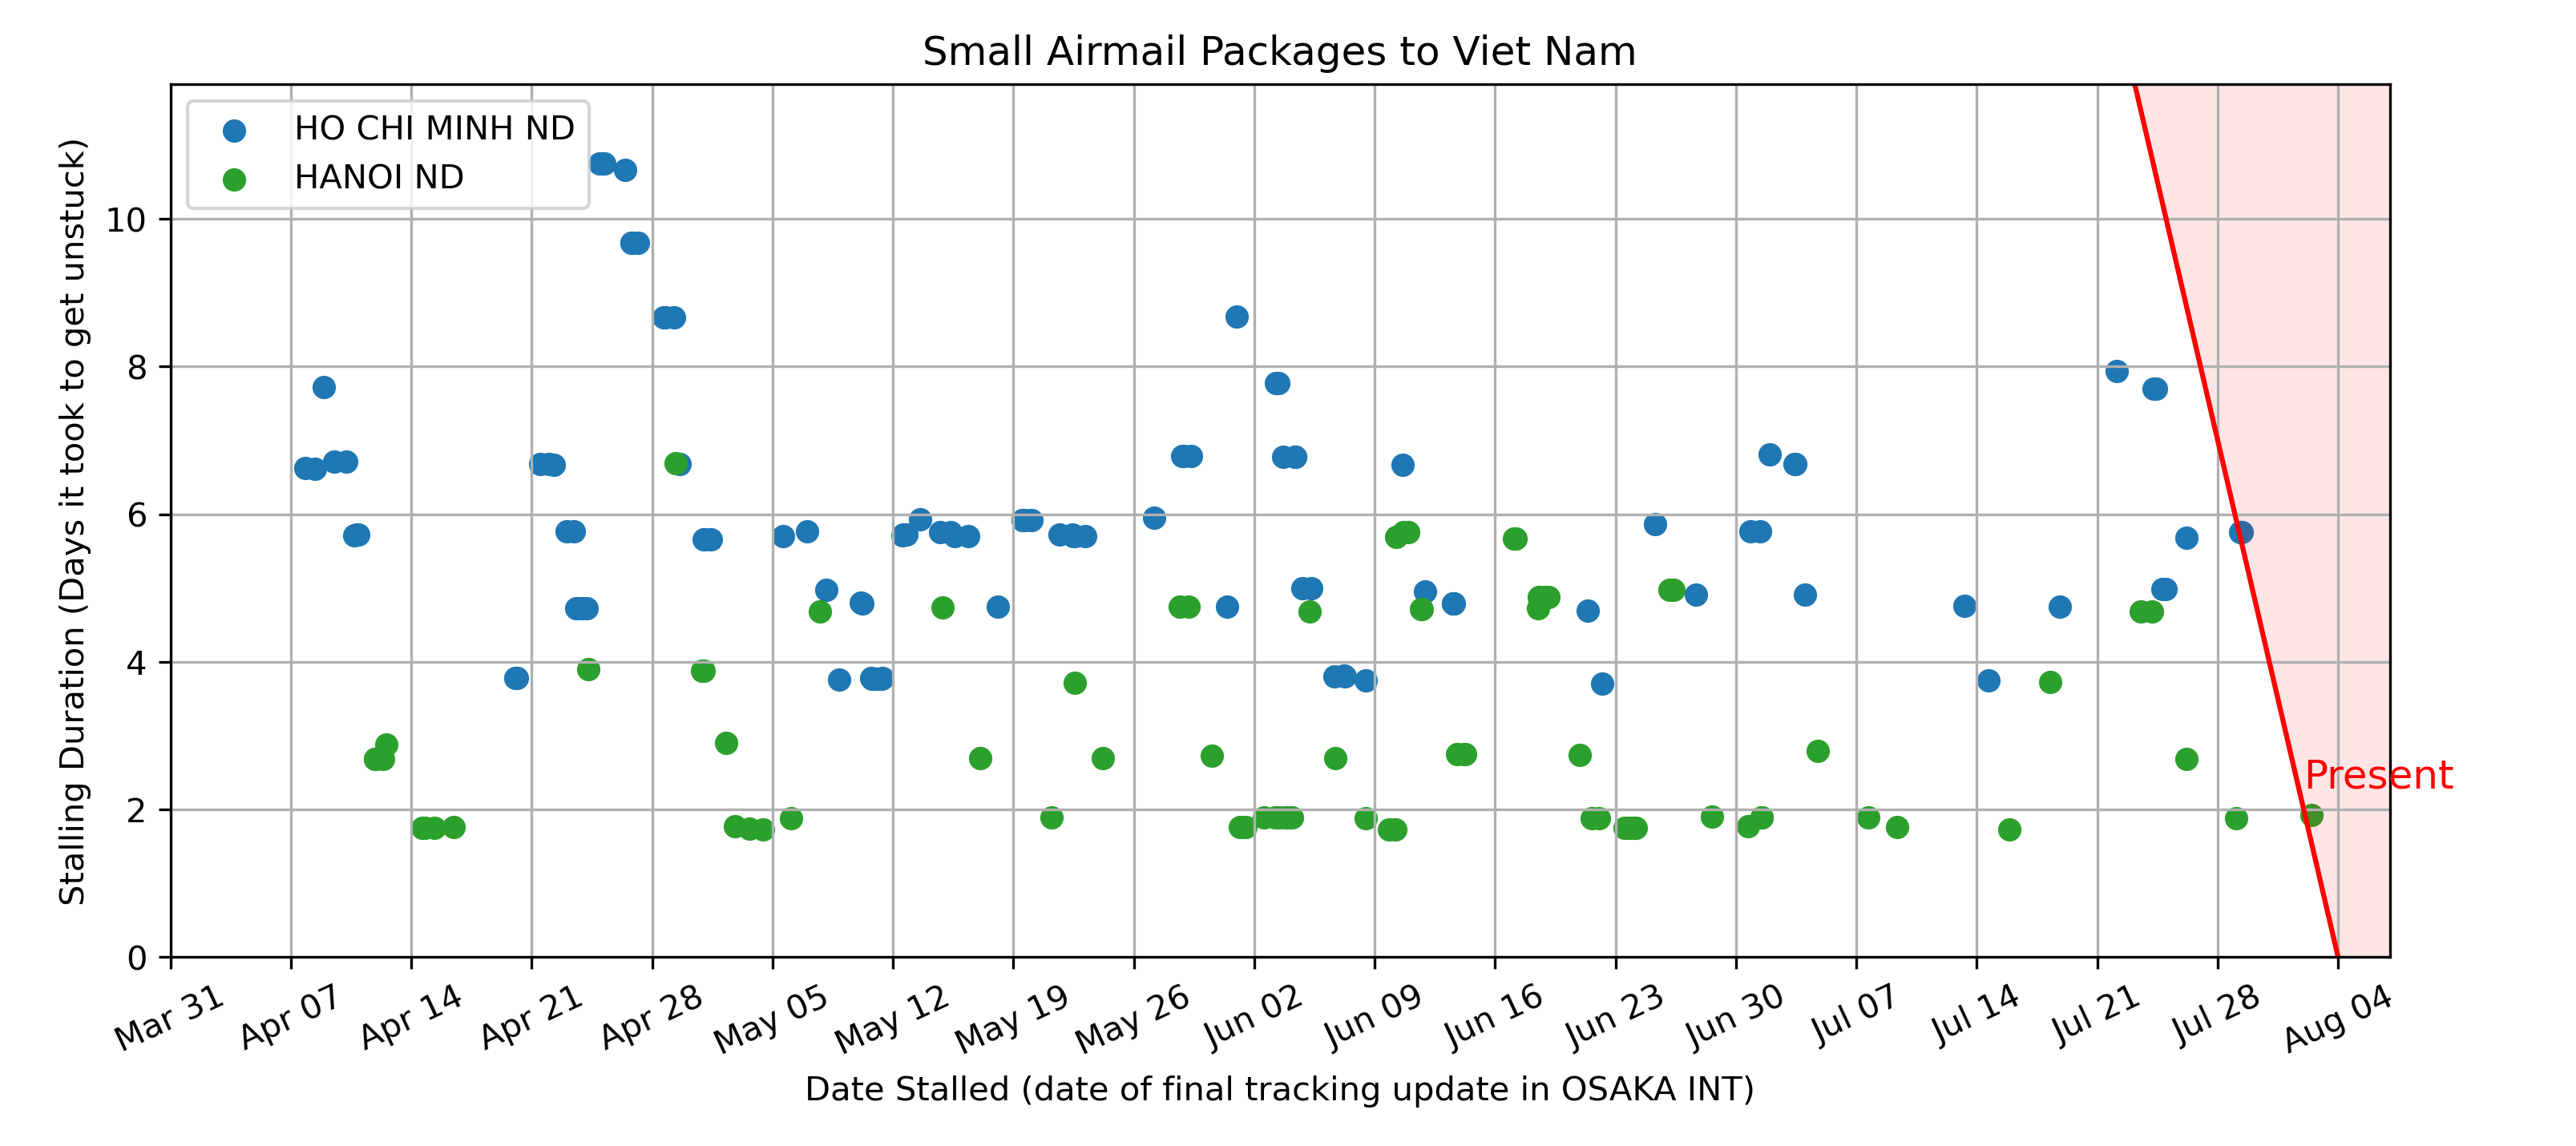 Small Airmail Packages to Viet Nam
HO CHI MINH ND
HANOI ND
Stalling Duration (Days it took to get unstuck)
10
8
6
4
2
0
Present
Mar 31
Apr 07
Apr 14
Apr 21
Apr 28
May 05
May 12
May 19
May 26
Jun 02
Jun 09
Jun 16
Jun 23
Jun 30
Jul 07
Jul 14
Jul 21
Jul 28
Aug 04
Date Stalled (date of final tracking update in OSAKA INT)